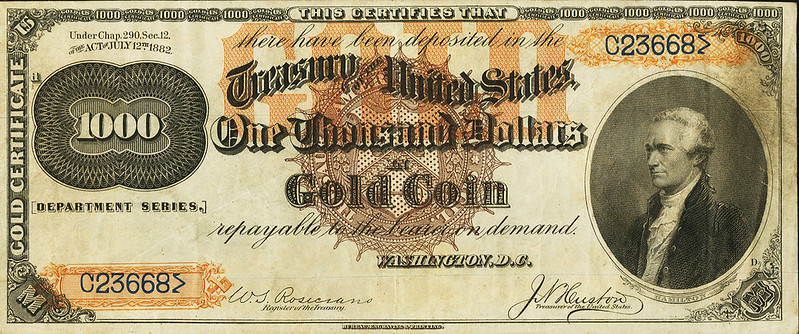 THIS CERTIFIES THAT
Under Chap. 290, Sec. 12,
OF THE ACT OF JULY 12TH 1882.
there have been deposited in the
C23668
1000
Treasury of the United States,
1000
One Thousand Dollars
in
Gold Coin
[DEPARTMENT SERIES.]
repayable to the bearer on demand.
WASHINGTON, D.C.
GOLD CERTIFICATE
C23668
W.S. Rosecrans
Register of the Treasury.
J.N. Huston
Treasurer of the United States.
D.
HAMILTON
BUREAU, ENGRAVING & PRINTING.